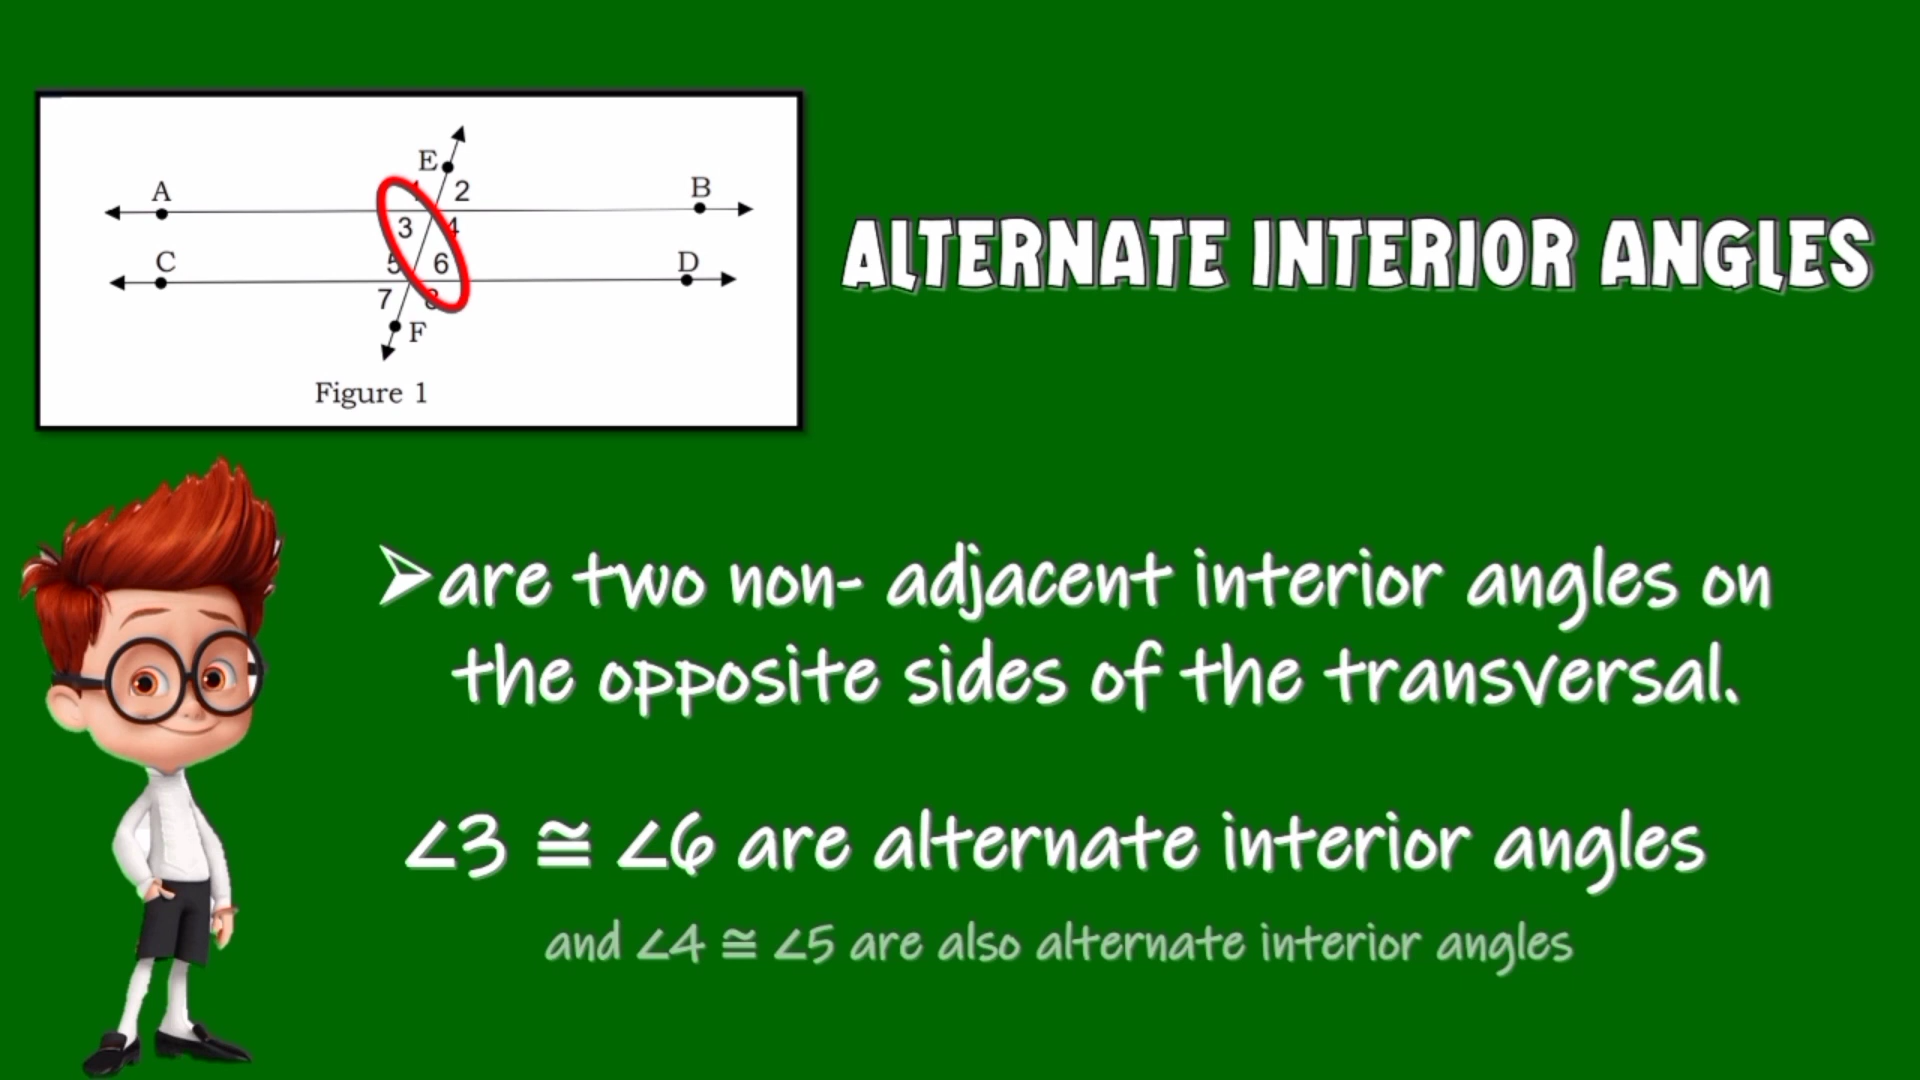 E
1 2
A B
3 4
C 5 6 D
7 8
F
Figure 1
ALTERNATE INTERIOR ANGLES
➢are two non- adjacent interior angles on
the opposite sides of the transversal.
∠3 ≅ ∠6 are alternate interior angles
and ∠4 ≅ ∠5 are also alternate interior angles